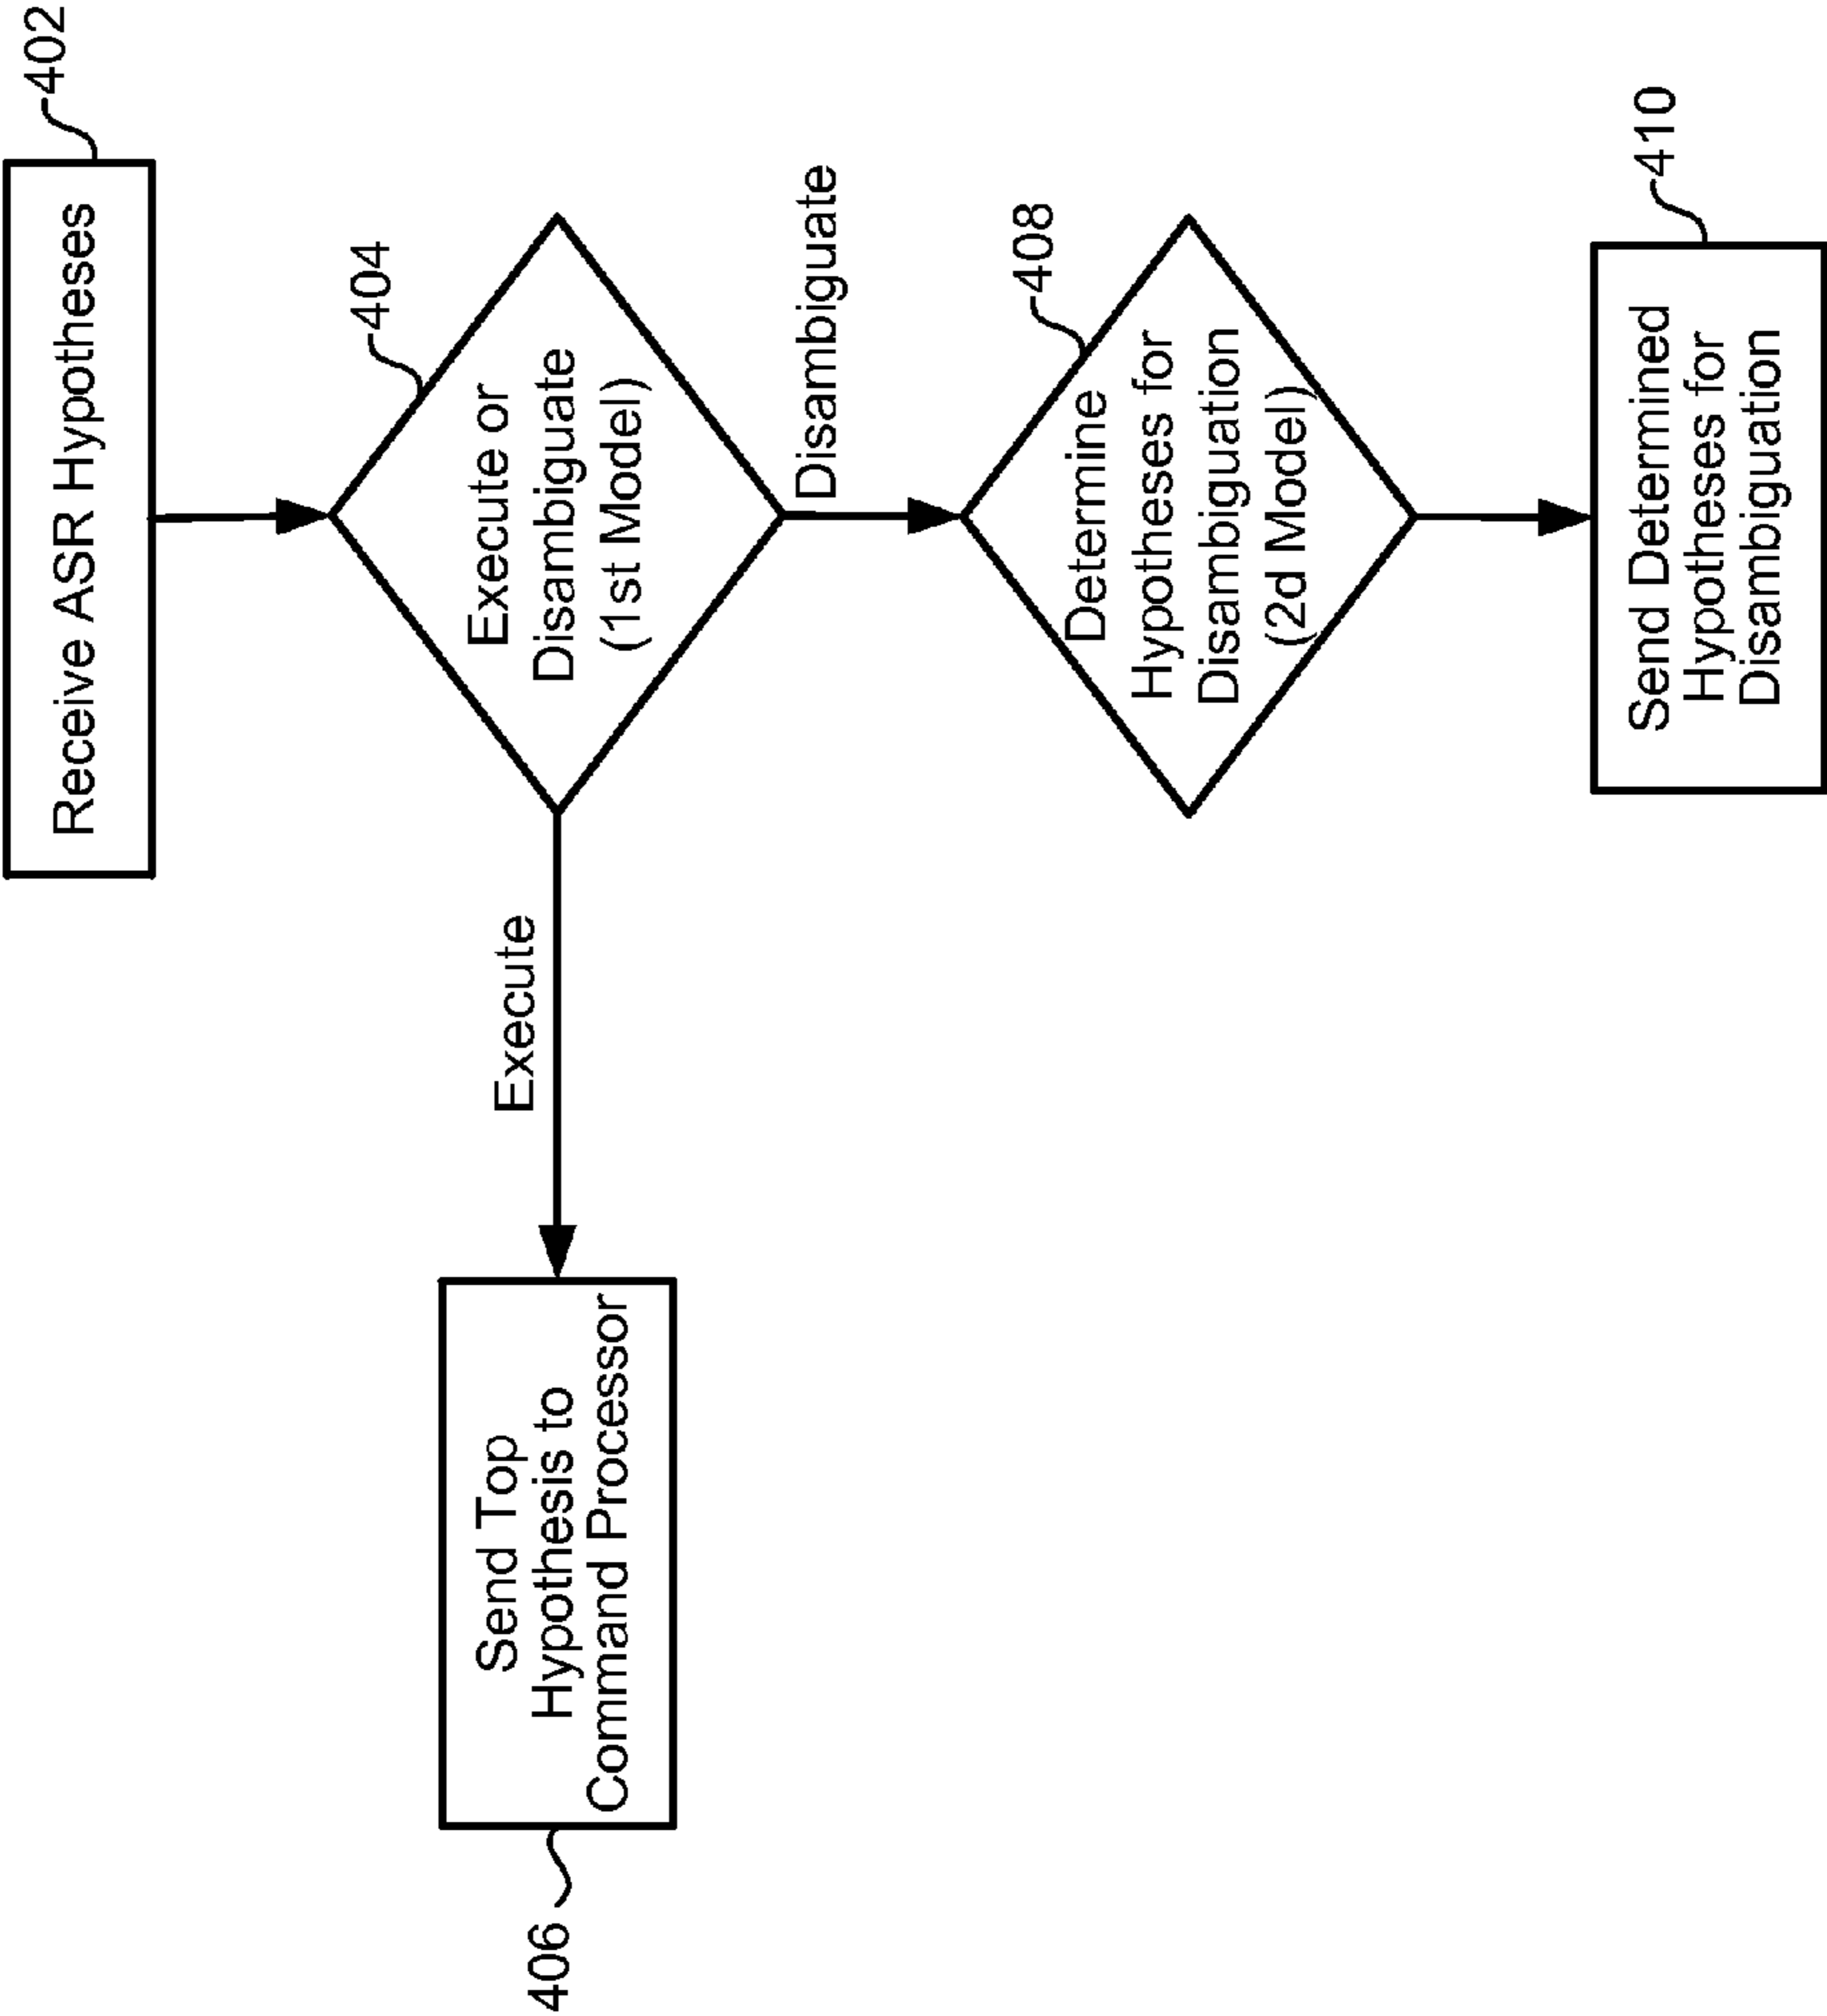 Receive ASR Hypotheses
402
404
Execute or
Disambiguate
(1st Model)
Execute
Send Top
Hypothesis to
Command Processor
406
Disambiguate
408
Determine
Hypotheses for
Disambiguation
(2d Model)
Send Determined
Hypotheses for
Disambiguation
410